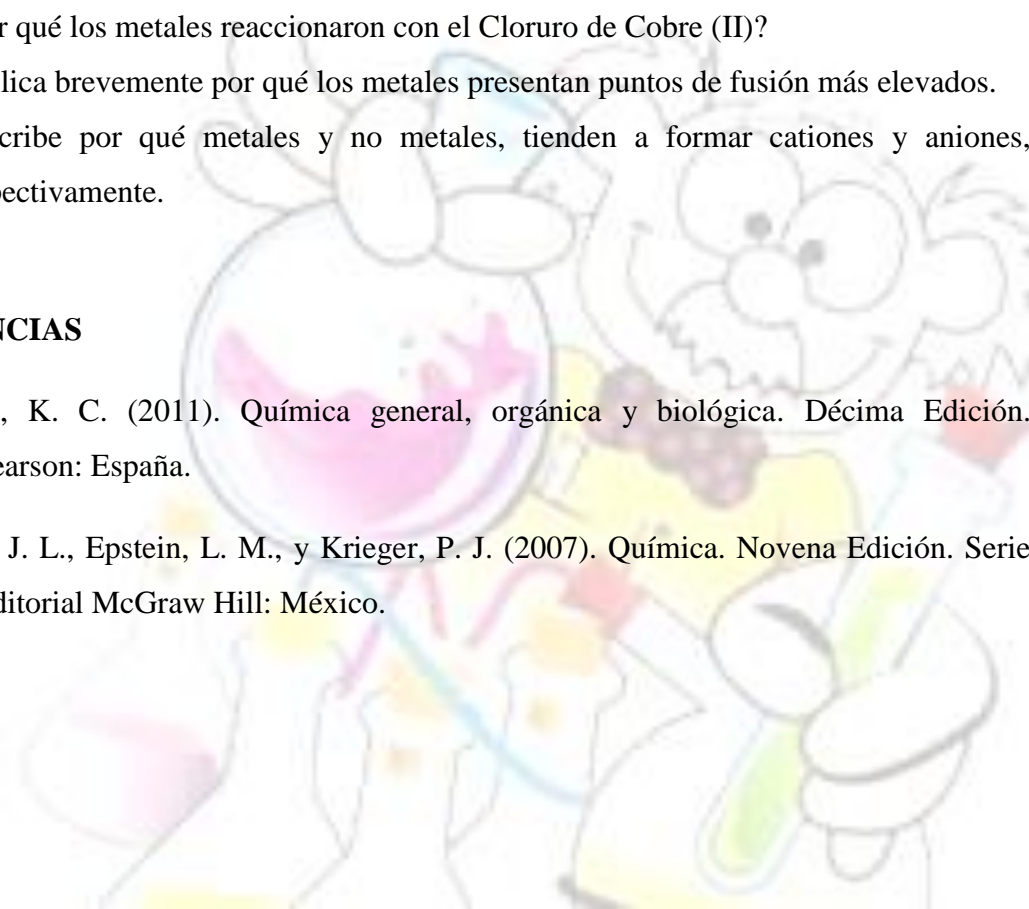 r qué los metales reaccionaron con el Cloruro de Cobre (II)?
lica brevemente por qué los metales presentan puntos de fusión más elevados.
cribe por qué metales y no metales, tienden a formar cationes y aniones,
pectivamente.
NCIAS
, K. C. (2011). Química general, orgánica y biológica. Décima Edición.
earson: España.
J. L., Epstein, L. M., y Krieger, P. J. (2007). Química. Novena Edición. Serie
ditorial McGraw Hill: México.